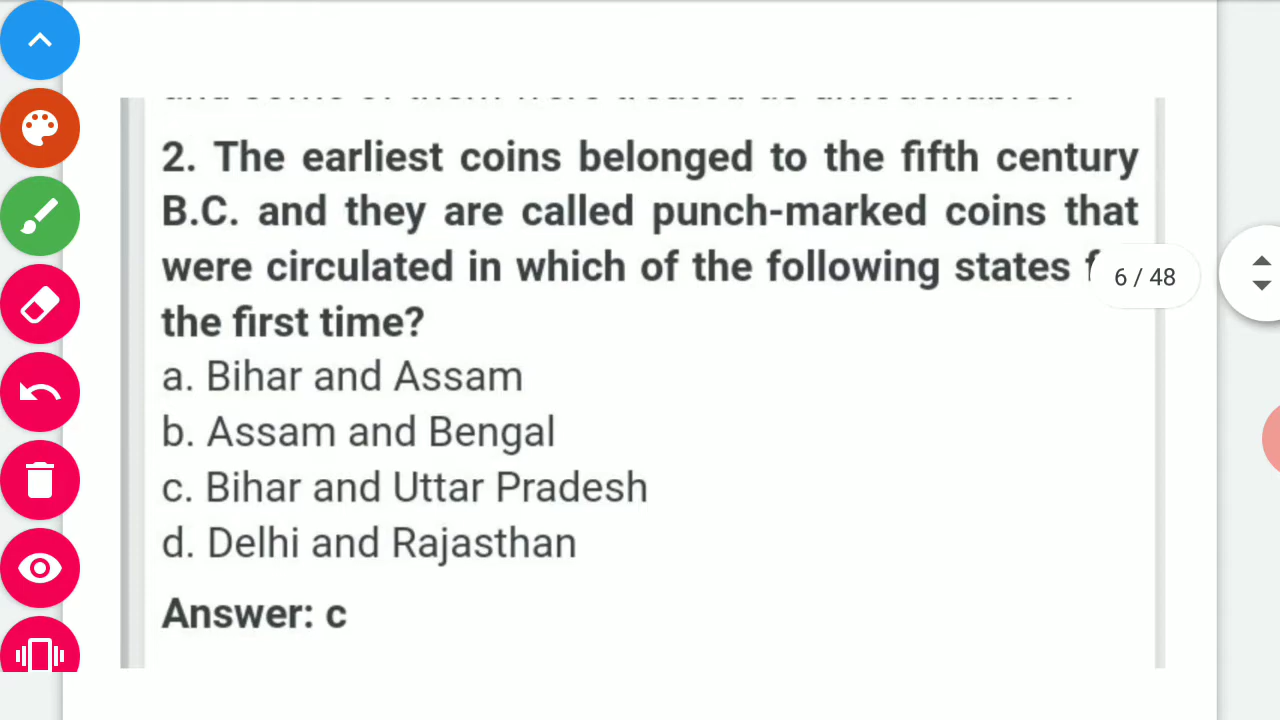 2. The earliest coins belonged to the fifth century
B.C. and they are called punch-marked coins that
were circulated in which of the following states
6 / 48
the first time?
a. Bihar and Assam
b. Assam and Bengal
c. Bihar and Uttar Pradesh
d. Delhi and Rajasthan
Answer: c